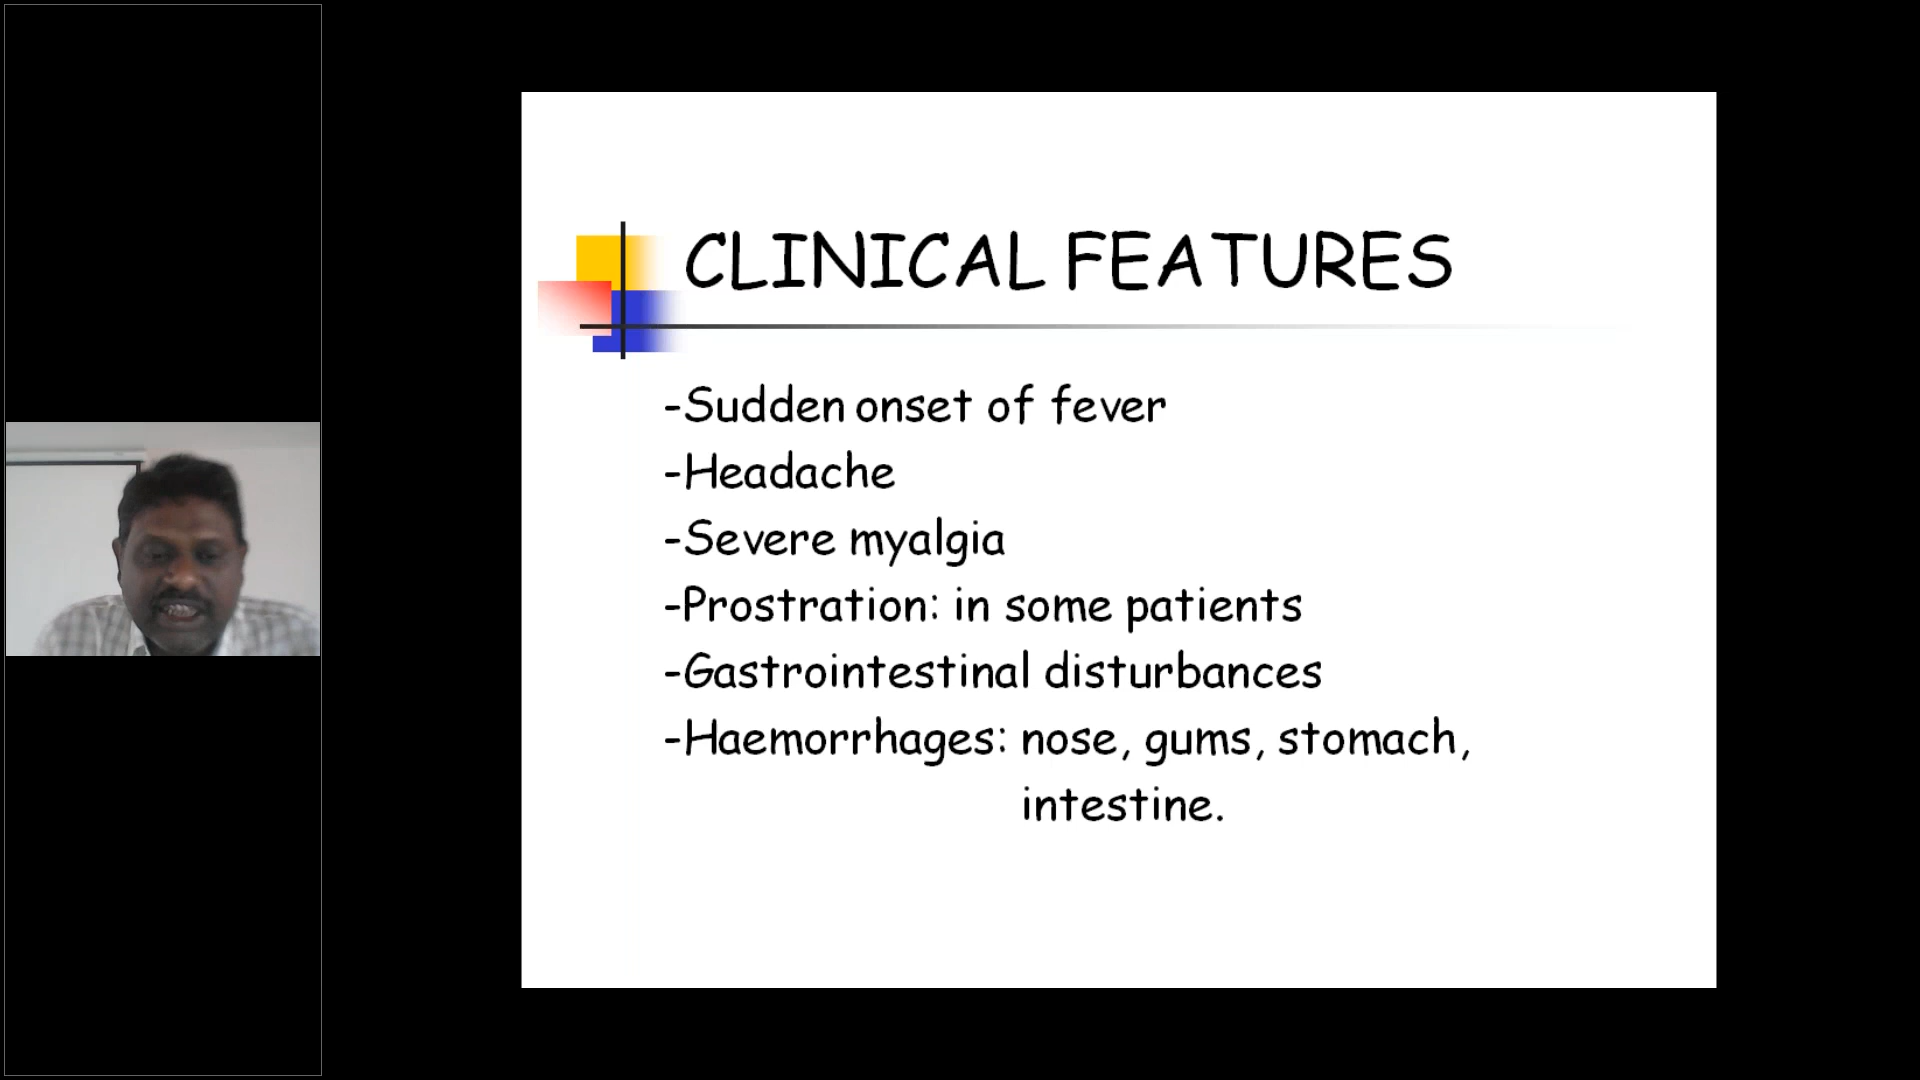 CLINICAL FEATURES
-Sudden onset of fever
-Headache
-Severe myalgia
-Prostration: in some patients
-Gastrointestinal disturbances
-Haemorrhages: nose, gums, stomach,
intestine.